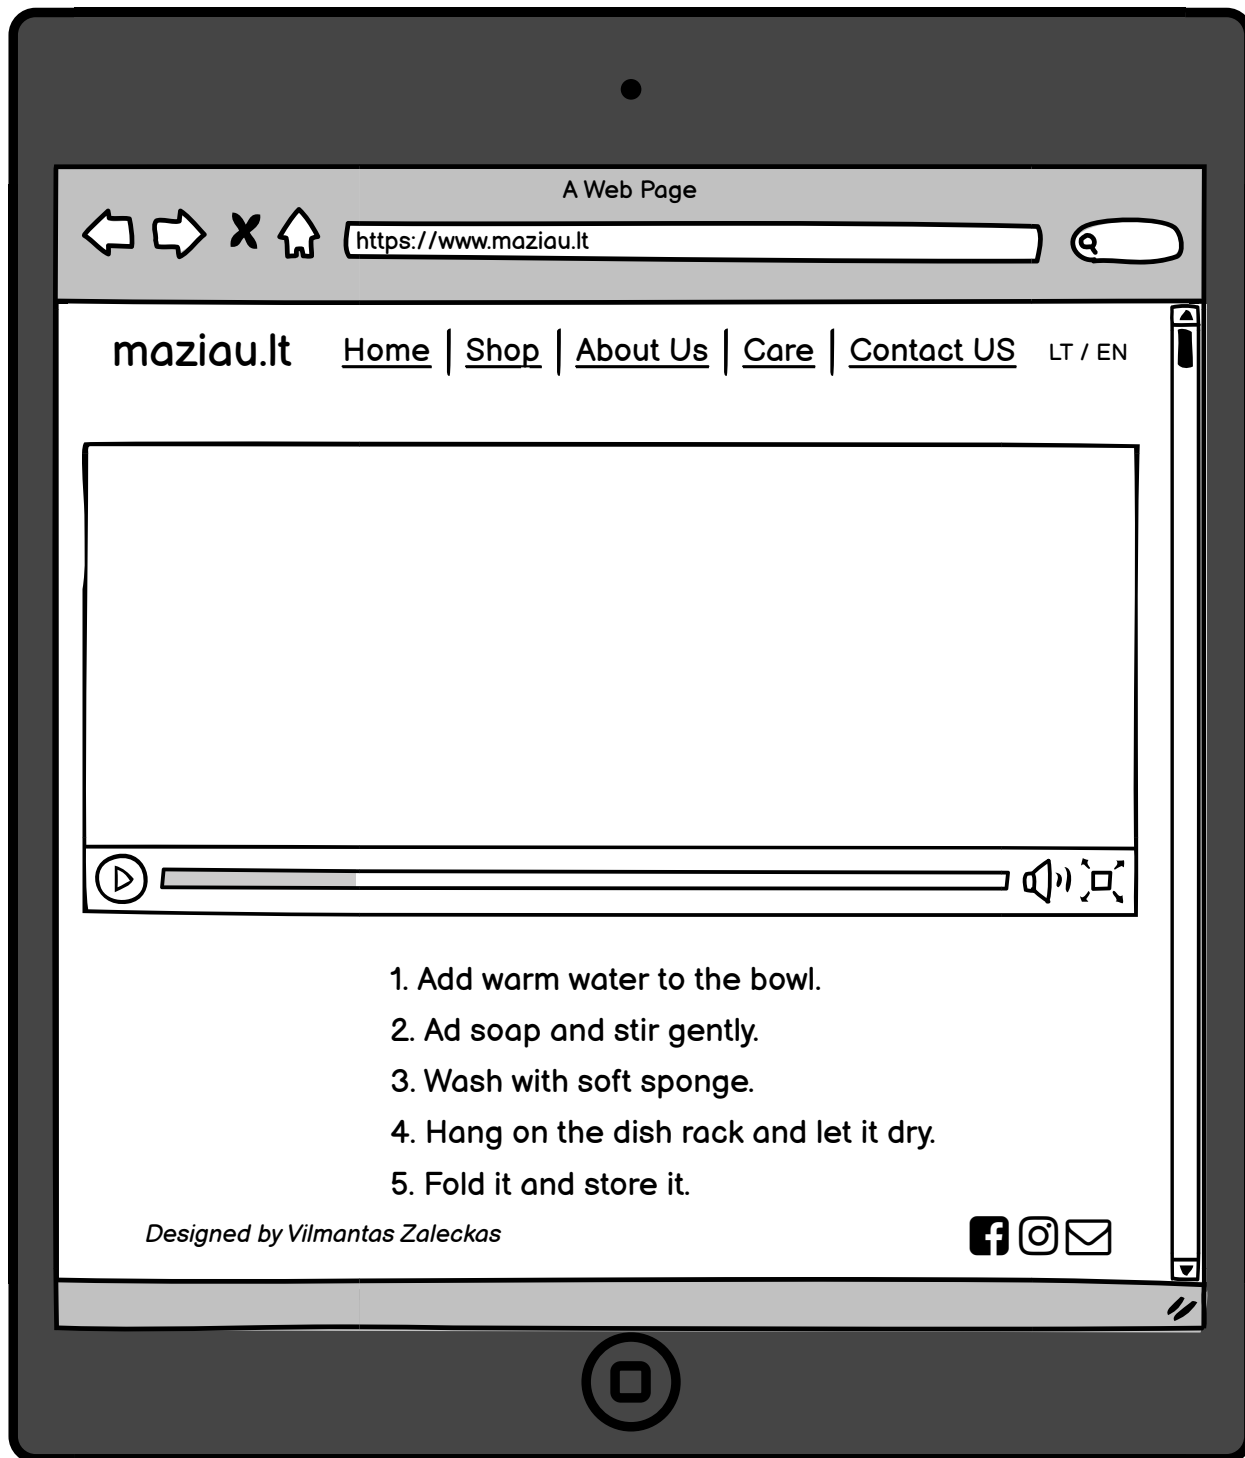 A Web Page
https://www.maziau.lt
maziau.lt Home Shop About Us Care Contact US LT / EN
1. Add warm water to the bowl.
2. Ad soap and stir gently.
3. Wash with soft sponge.
4. Hang on the dish rack and let it dry.
5. Fold it and store it.
Designed by Vilmantas Zaleckas